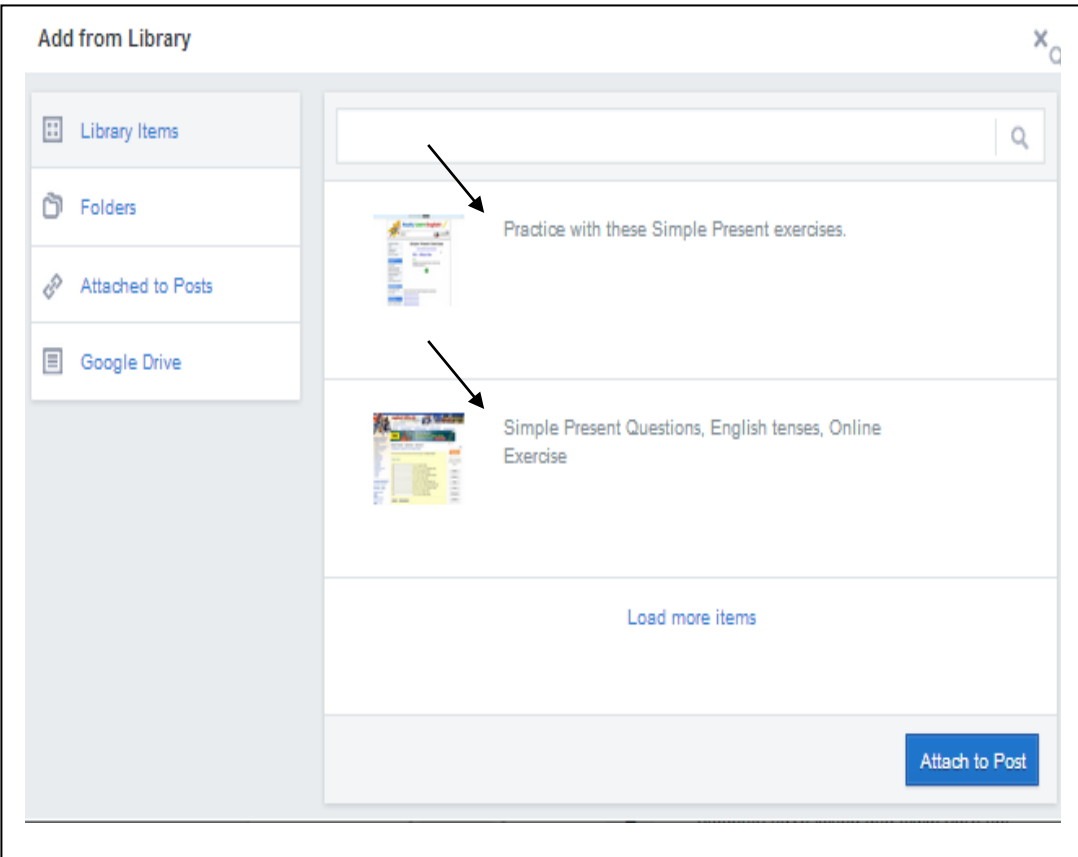 Add from Library
Library Items
Folders
Attached to Posts
Google Drive
Practice with these Simple Present exercises.
Simple Present Questions, English tenses, Online
Exercise
Load more items
Attach to Post